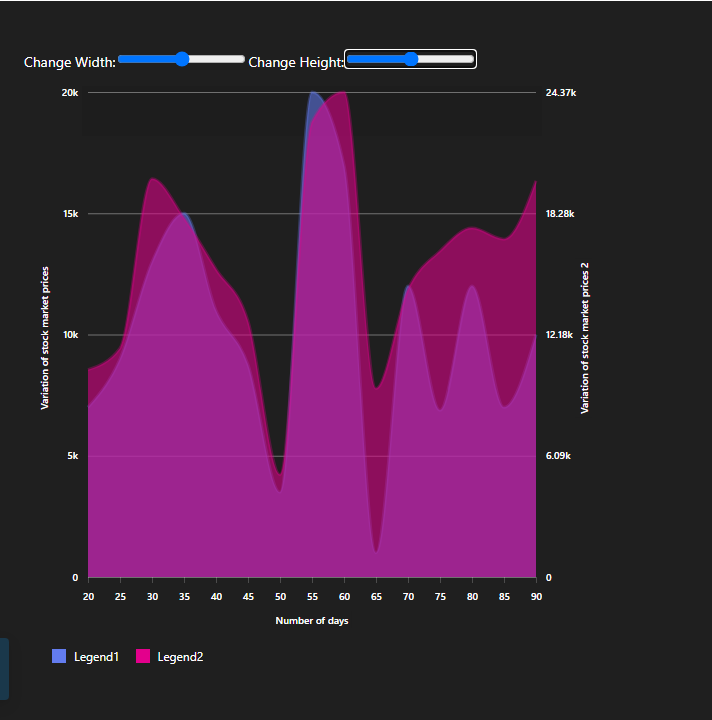 Change Width: Change Height:
20k 24.37k
15k 18.28k
Variation of stock market prices
Variation of stock market prices 2
10k 12.18k
5k 6.09k
0 0
20 25 30 35 40 45 50 55 60 65 70 75 80 85 90
Number of days
Legend1 Legend2